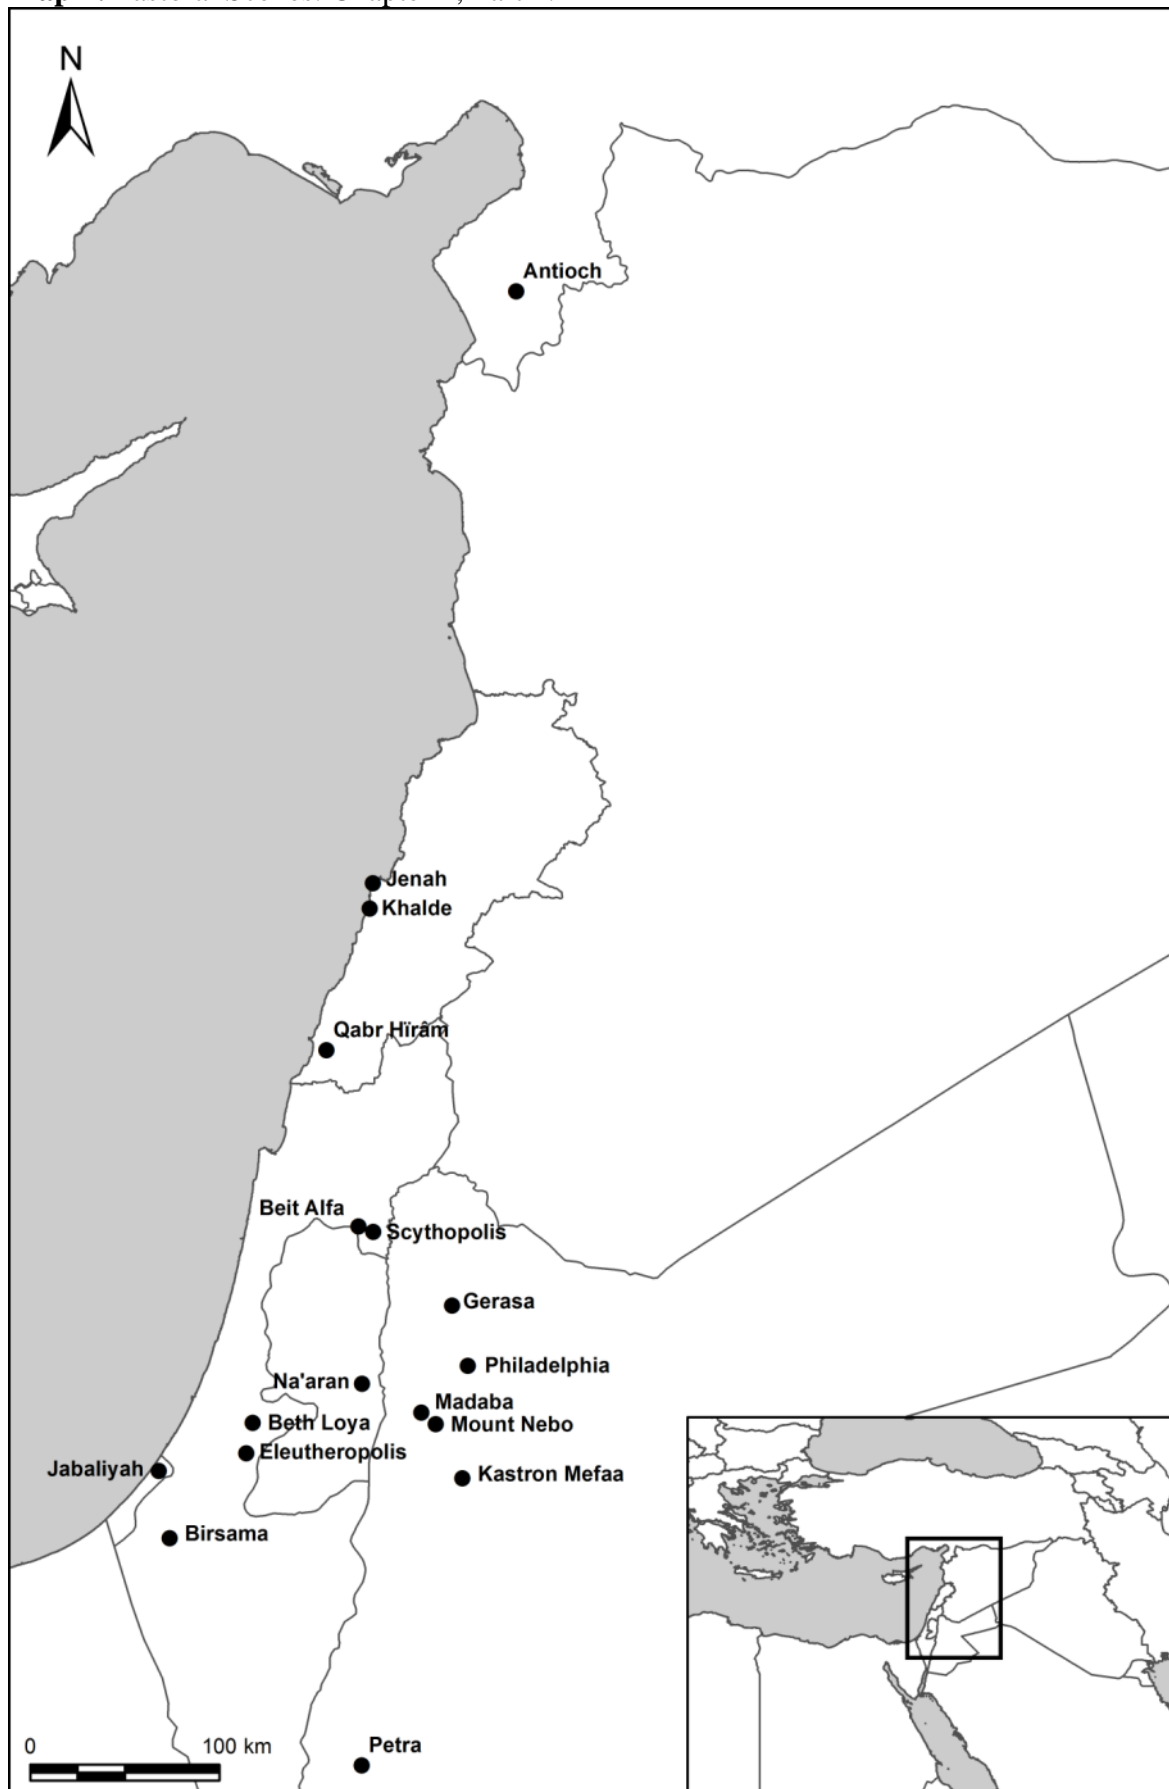 N
Antioch
Jenah
Khalde
Qabr Hïrâm
Beit Alfa
Scythopolis
Gerasa
Philadelphia
Na'aran
Madaba
Mount Nebo
Beth Loya
Eleutheropolis
Jabaliyah
Kastron Mefaa
Birsama
Petra
0 100 km